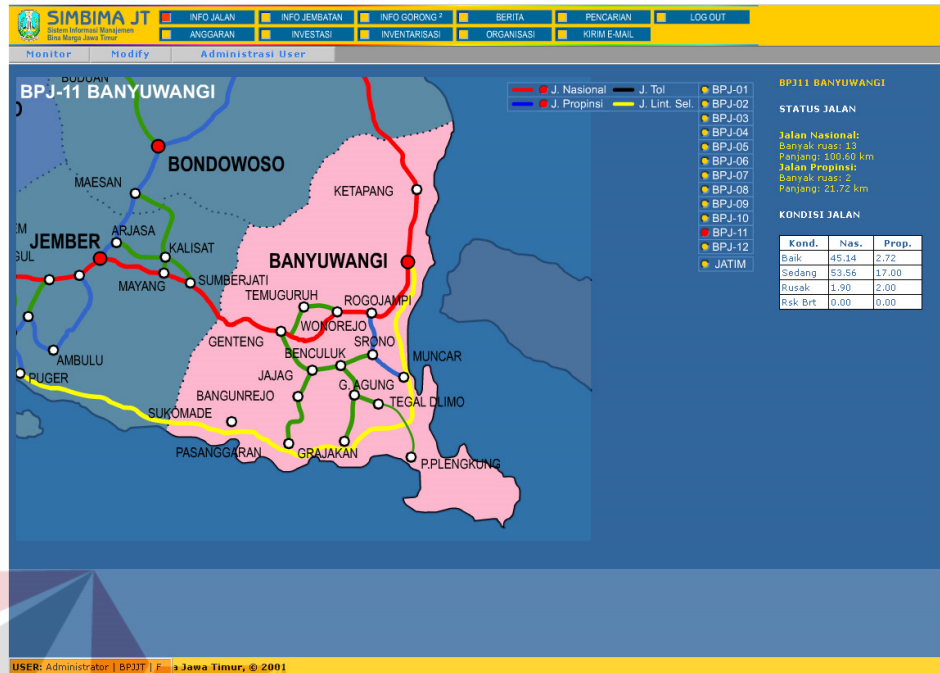 SIMBIMA JT
Sistem Informasi Manajemen
Bina Marga Jawa Timur
INFO JALAN
INFO JEMBATAN
INFO GORONG 2
BERITA
PENCARIAN
LOG OUT
ANGGARAN
INVESTASI
INVENTARISASI
ORGANISASI
KIRIM E-MAIL
Monitor
Modify
Administrasi User
BUDUAN
BPJ-11 BANYUWANGI
BONDOWOSO
MAESAN
KETAPANG
ARJASA
JEMBER
KALISAT
BANYUWANGI
MAYANG
SUMBERJATI
TEMUGURUH
ROGOJAMPI
WONOREJO
GENTENG
SRONO
BENCULUK
MUNCAR
AMBULU
JAJAG
G. AGUNG
PUGER
BANGUNREJO
TEGAL DLIMO
SUKOMADE
PASANGGARAN
GRAJAKAN
P.PLENGKUNG
J. Nasional
J. Tol
J. Propinsi
J. Lint. Sel.
BPJ-01
BPJ-02
BPJ-03
BPJ-04
BPJ-05
BPJ-06
BPJ-07
BPJ-08
BPJ-09
BPJ-10
BPJ-11
BPJ-12
JATIM
BPJ11 BANYUWANGI
STATUS JALAN
Jalan Nasional:
Banyak ruas: 13
Panjang: 100.60 km
Jalan Propinsi:
Banyak ruas: 2
Panjang: 21.72 km
KONDISI JALAN
Kond. Nas. Prop.
Baik 45.14 2.72
Sedang 53.56 17.00
Rusak 1.90 2.00
Rsk Brt 0.00 0.00
USER: Administrator | BPJJT | F
a Jawa Timur, © 2001